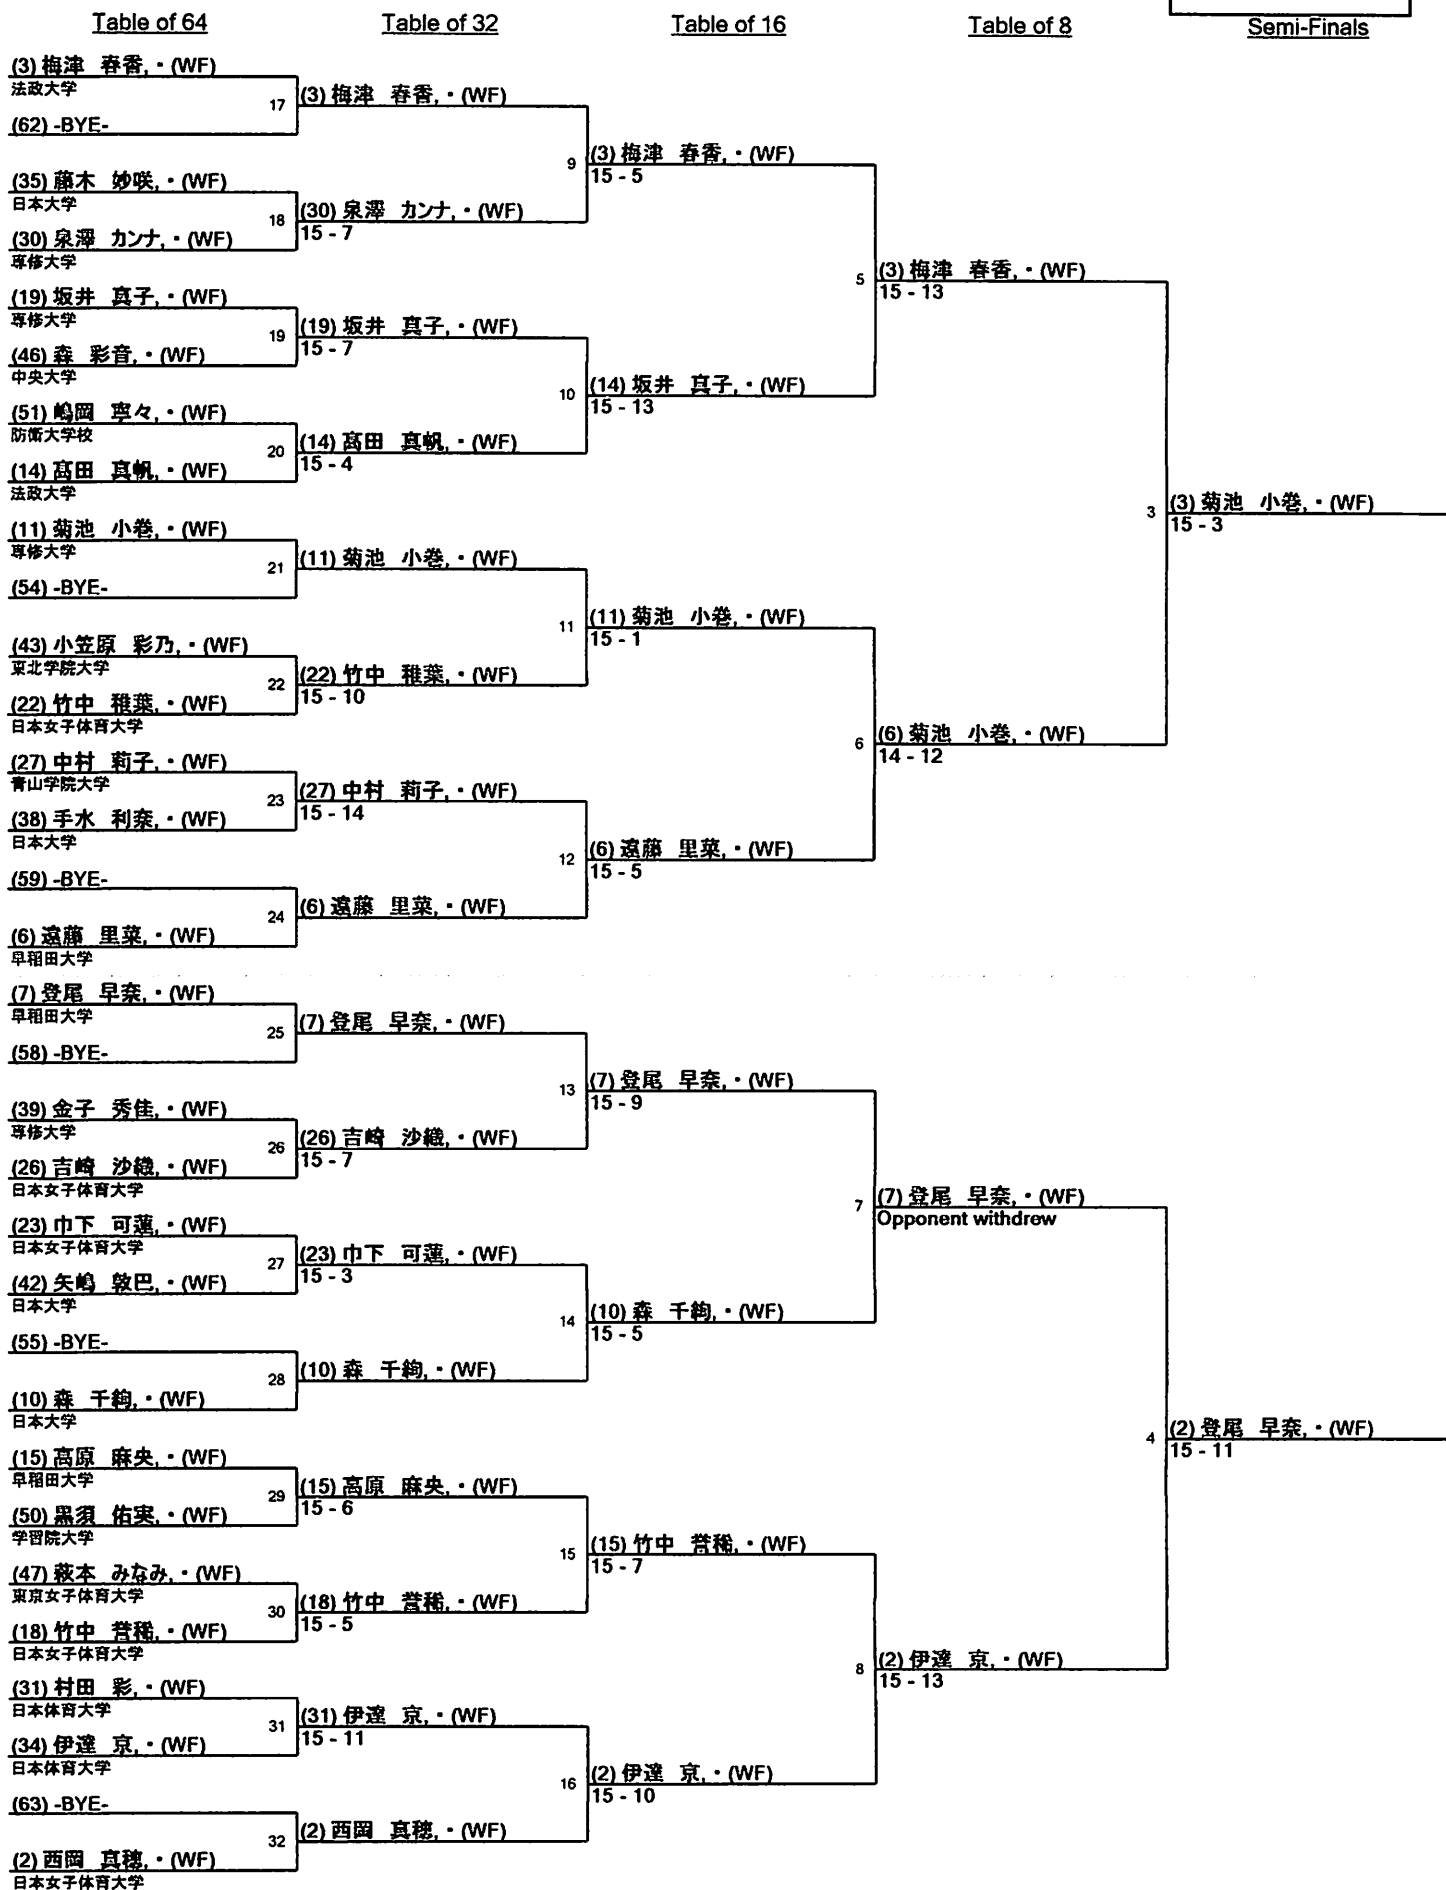 Table of 64
Table of 32
Table of 16
Table of 8
Semi-Finals
(3) 梅津 春香, ・ (WF)
法政大学
17
(62) -BYE-
(3) 梅津 春香, ・ (WF)
9
(3) 梅津 春香, ・ (WF)
15 - 5
(35) 藤木 妙咲, ・ (WF)
日本大学
18
(30) 泉澤 カンナ, ・ (WF)
専修大学
(30) 泉澤 カンナ, ・ (WF)
15 - 7
5
(3) 梅津 春香, ・ (WF)
15 - 13
(19) 坂井 真子, ・ (WF)
専修大学
19
(46) 森 彩音, ・ (WF)
中央大学
(19) 坂井 真子, ・ (WF)
15 - 7
10
(14) 坂井 真子, ・ (WF)
15 - 13
(51) 嶋岡 寧々, ・ (WF)
防衛大学校
20
(14) 髙田 真帆, ・ (WF)
法政大学
(14) 髙田 真帆, ・ (WF)
15 - 4
3
(3) 菊池 小巻, ・ (WF)
15 - 3
(11) 菊池 小巻, ・ (WF)
専修大学
21
(54) -BYE-
(11) 菊池 小巻, ・ (WF)
11
(11) 菊池 小巻, ・ (WF)
15 - 1
(43) 小笠原 彩乃, ・ (WF)
東北学院大学
22
(22) 竹中 稚葉, ・ (WF)
日本女子体育大学
(22) 竹中 稚葉, ・ (WF)
15 - 10
6
(6) 菊池 小巻, ・ (WF)
14 - 12
(27) 中村 莉子, ・ (WF)
青山学院大学
23
(38) 手水 利奈, ・ (WF)
日本大学
(27) 中村 莉子, ・ (WF)
15 - 14
12
(6) 遠藤 里菜, ・ (WF)
15 - 5
(59) -BYE-
24
(6) 遠藤 里菜, ・ (WF)
早稲田大学
(6) 遠藤 里菜, ・ (WF)
(7) 登尾 早奈, ・ (WF)
早稲田大学
25
(58) -BYE-
(7) 登尾 早奈, ・ (WF)
13
(7) 登尾 早奈, ・ (WF)
15 - 9
(39) 金子 秀佳, ・ (WF)
専修大学
26
(26) 吉崎 沙織, ・ (WF)
日本女子体育大学
(26) 吉崎 沙織, ・ (WF)
15 - 7
7
(7) 登尾 早奈, ・ (WF)
Opponent withdrew
(23) 巾下 可蓮, ・ (WF)
日本女子体育大学
27
(42) 矢嶋 敦巴, ・ (WF)
日本大学
(23) 巾下 可蓮, ・ (WF)
15 - 3
14
(10) 森 千絢, ・ (WF)
15 - 5
(55) -BYE-
28
(10) 森 千絢, ・ (WF)
日本大学
(10) 森 千絢, ・ (WF)
4
(2) 登尾 早奈, ・ (WF)
15 - 11
(15) 高原 麻央, ・ (WF)
早稲田大学
29
(50) 黒須 佑実, ・ (WF)
学習院大学
(15) 高原 麻央, ・ (WF)
15 - 6
15
(15) 竹中 誉稀, ・ (WF)
15 - 7
(47) 萩本 みなみ, ・ (WF)
東京女子体育大学
30
(18) 竹中 誉稀, ・ (WF)
日本女子体育大学
(18) 竹中 誉稀, ・ (WF)
15 - 5
8
(2) 伊達 京, ・ (WF)
15 - 13
(31) 村田 彩, ・ (WF)
日本体育大学
31
(34) 伊達 京, ・ (WF)
日本体育大学
(31) 伊達 京, ・ (WF)
15 - 11
16
(2) 伊達 京, ・ (WF)
15 - 10
(63) -BYE-
32
(2) 西岡 真穂, ・ (WF)
日本女子体育大学
(2) 西岡 真穂, ・ (WF)